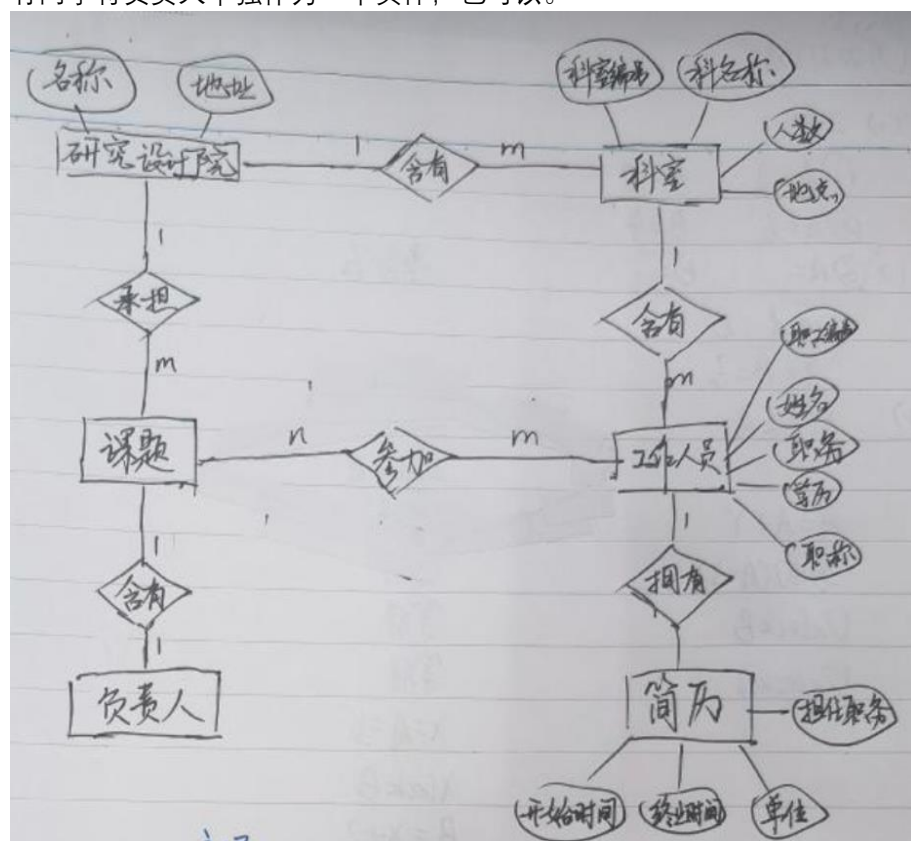 名称
地址
科室编号
科名称
研究设计院
1
含有
m
科室
人数
地点
1
承担
m
1
含有
m
职工编号
姓名
职务
学历
职称
课题
n
参加
m
工作人员
1
含有
1
负责人
1
拥有
简历
担任职务
开始时间
终止时间
单位